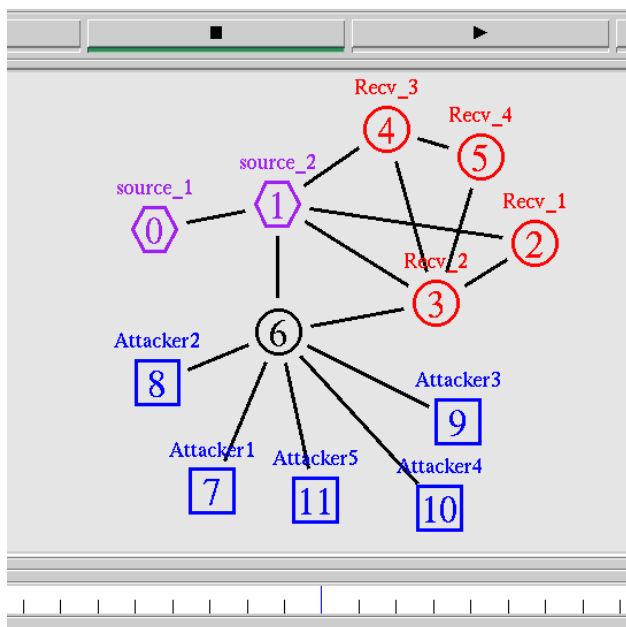 Recv_3
4
Recv_4
5
source_2
1
source_1
0
Recv_1
2
Recv_2
3
6
Attacker2
8
Attacker3
9
Attacker1
7
Attacker5
11
Attacker4
10